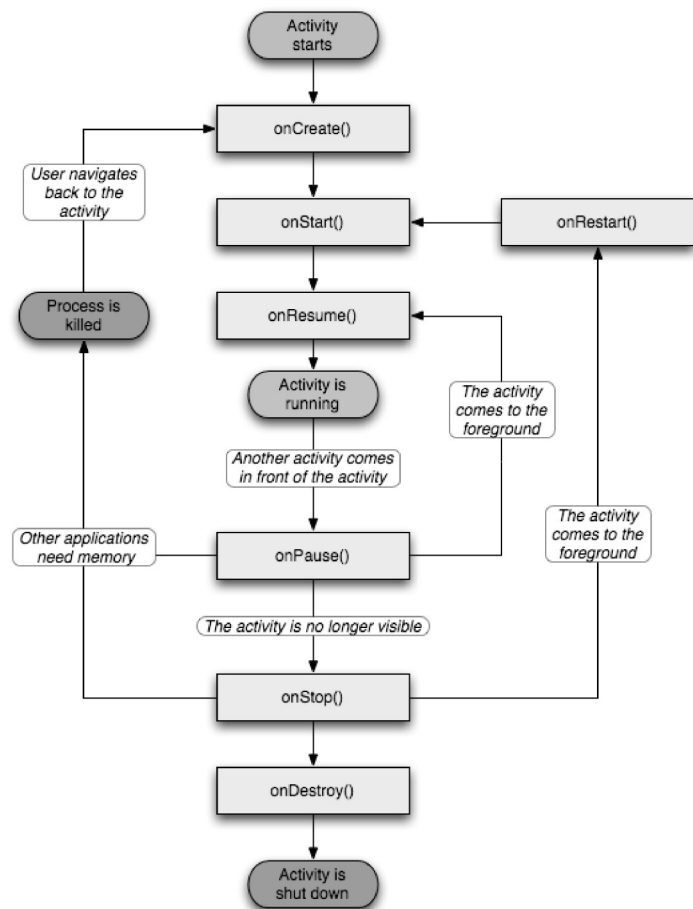 Activity
starts
onCreate()
User navigates
back to the
activity
onStart()
onRestart()
Process is
killed
onResume()
Activity is
running
The activity
comes to the
foreground
Another activity comes
in front of the activity
Other applications
need memory
onPause()
The activity
comes to the
foreground
The activity is no longer visible
onStop()
onDestroy()
Activity is
shut down